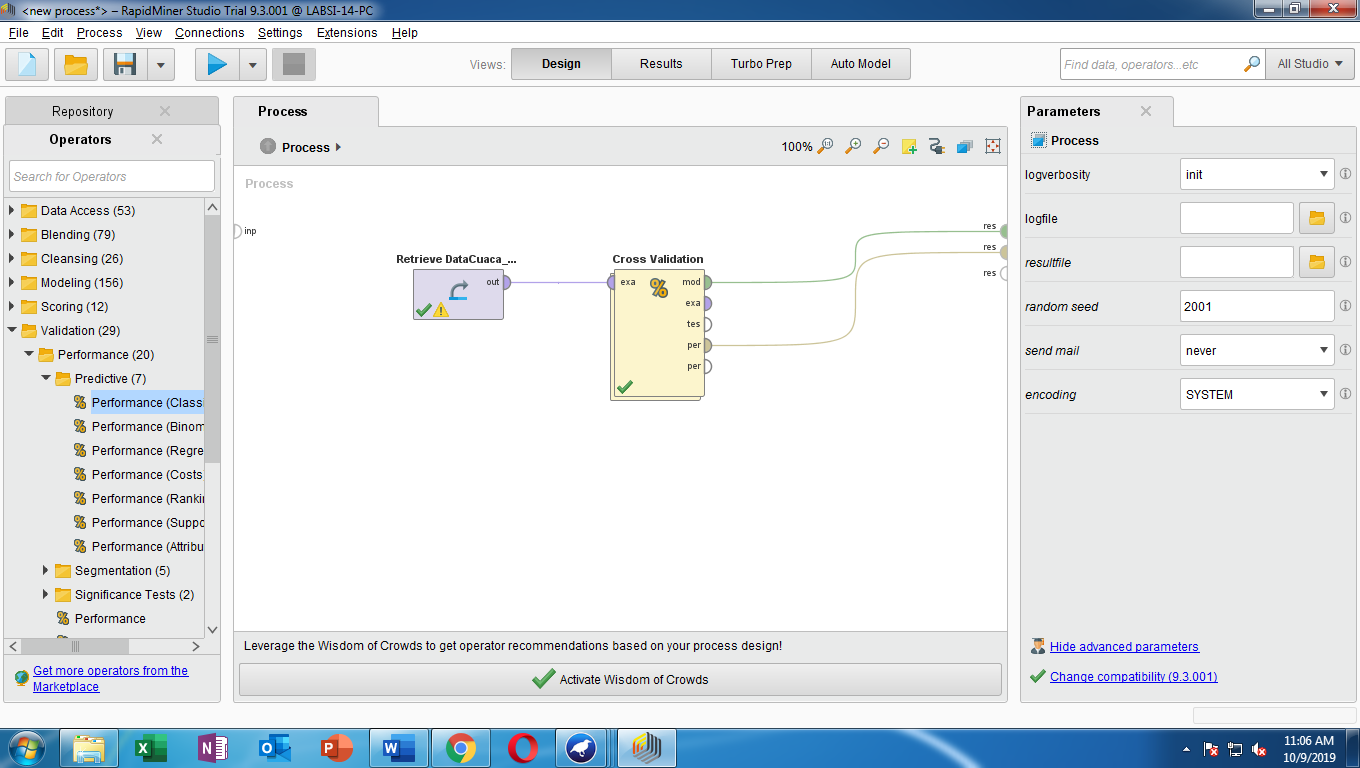 <new process*> – RapidMiner Studio Trial 9.3.001 @ LABSI-14-PC
File Edit Process View Connections Settings Extensions Help
Views: Design Results Turbo Prep Auto Model
Find data, operators...etc
All Studio
Repository
Operators
Search for Operators
Data Access (53)
Blending (79)
Cleansing (26)
Modeling (156)
Scoring (12)
Validation (29)
Performance (20)
Predictive (7)
Performance (Classi
Performance (Binom
Performance (Regre
Performance (Costs
Performance (Rankin
Performance (Suppo
Performance (Attribu
Segmentation (5)
Significance Tests (2)
Performance
Get more operators from the
Marketplace
Process
Process
100%
Process
inp
Retrieve DataCuaca_...
out
Cross Validation
exa
mod
exa
tes
per
per
res
res
res
Leverage the Wisdom of Crowds to get operator recommendations based on your process design!
Activate Wisdom of Crowds
Parameters
Process
logverbosity init
logfile
resultfile
random seed 2001
send mail never
encoding SYSTEM
Hide advanced parameters
Change compatibility (9.3.001)
11:06 AM
10/9/2019